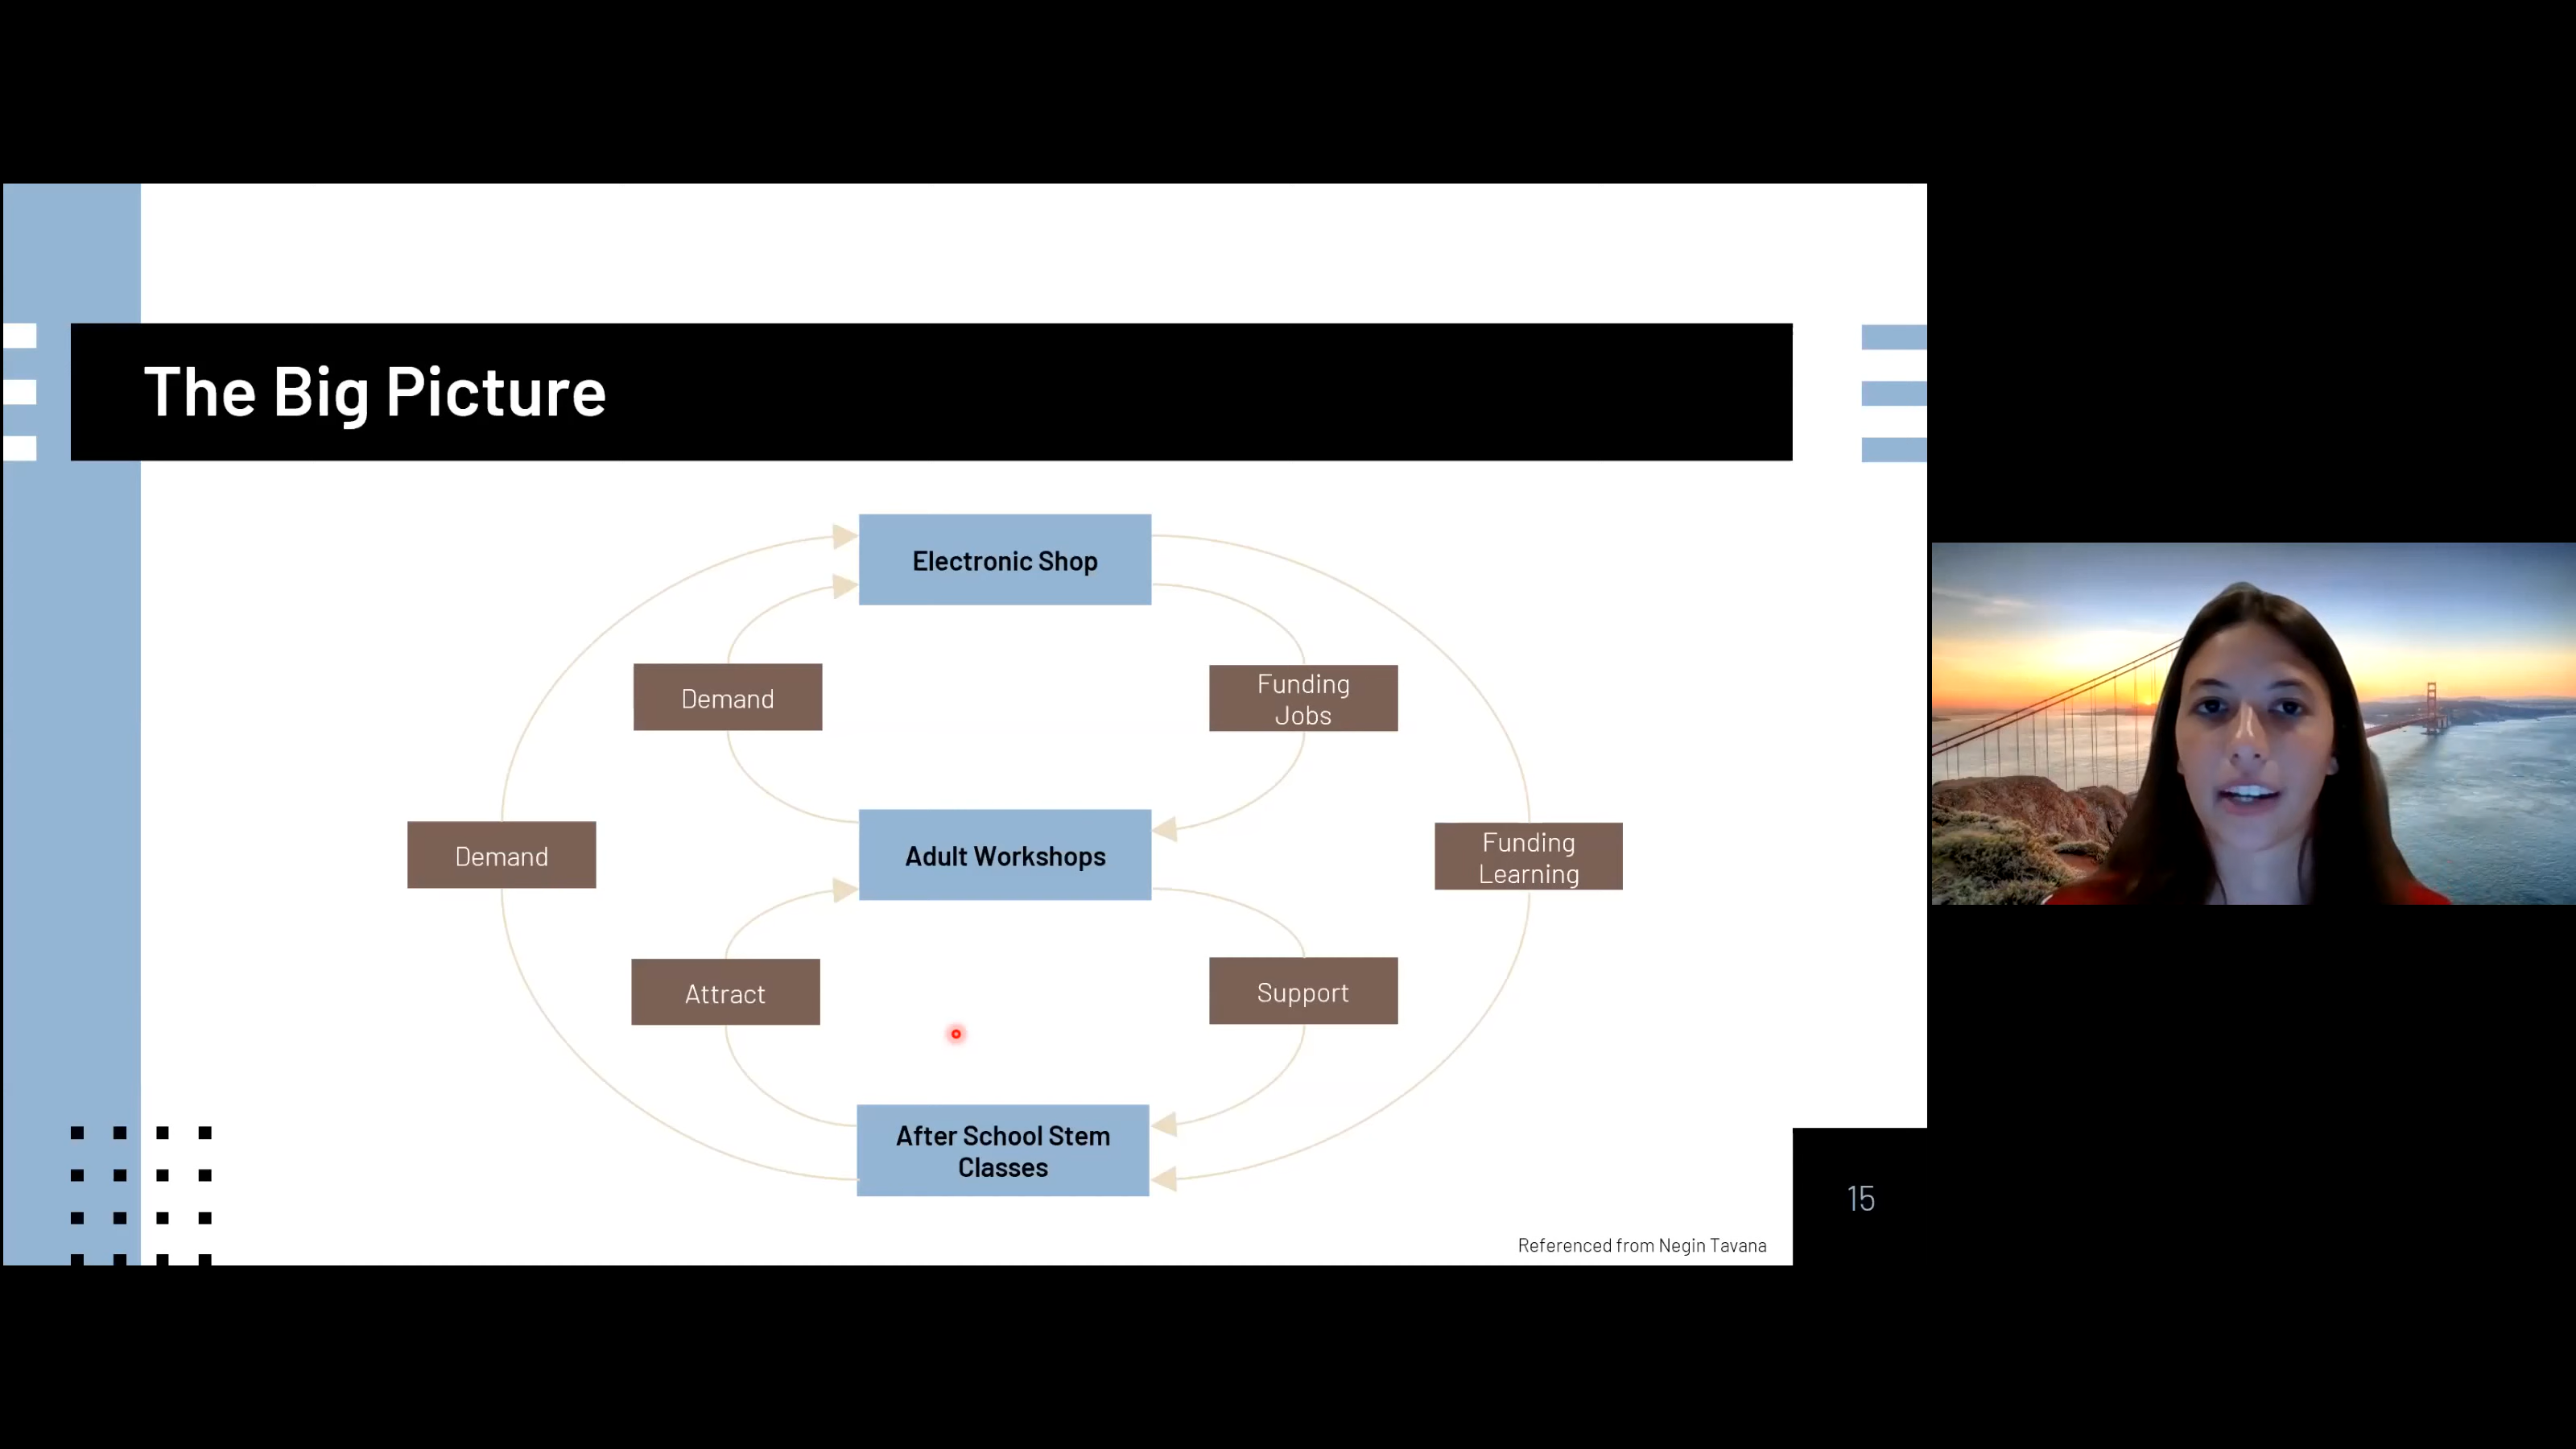 The Big Picture
Electronic Shop
Demand
Funding
Jobs
Demand
Adult Workshops
Funding
Learning
Attract
Support
After School Stem
Classes
15
Referenced from Negin Tavana